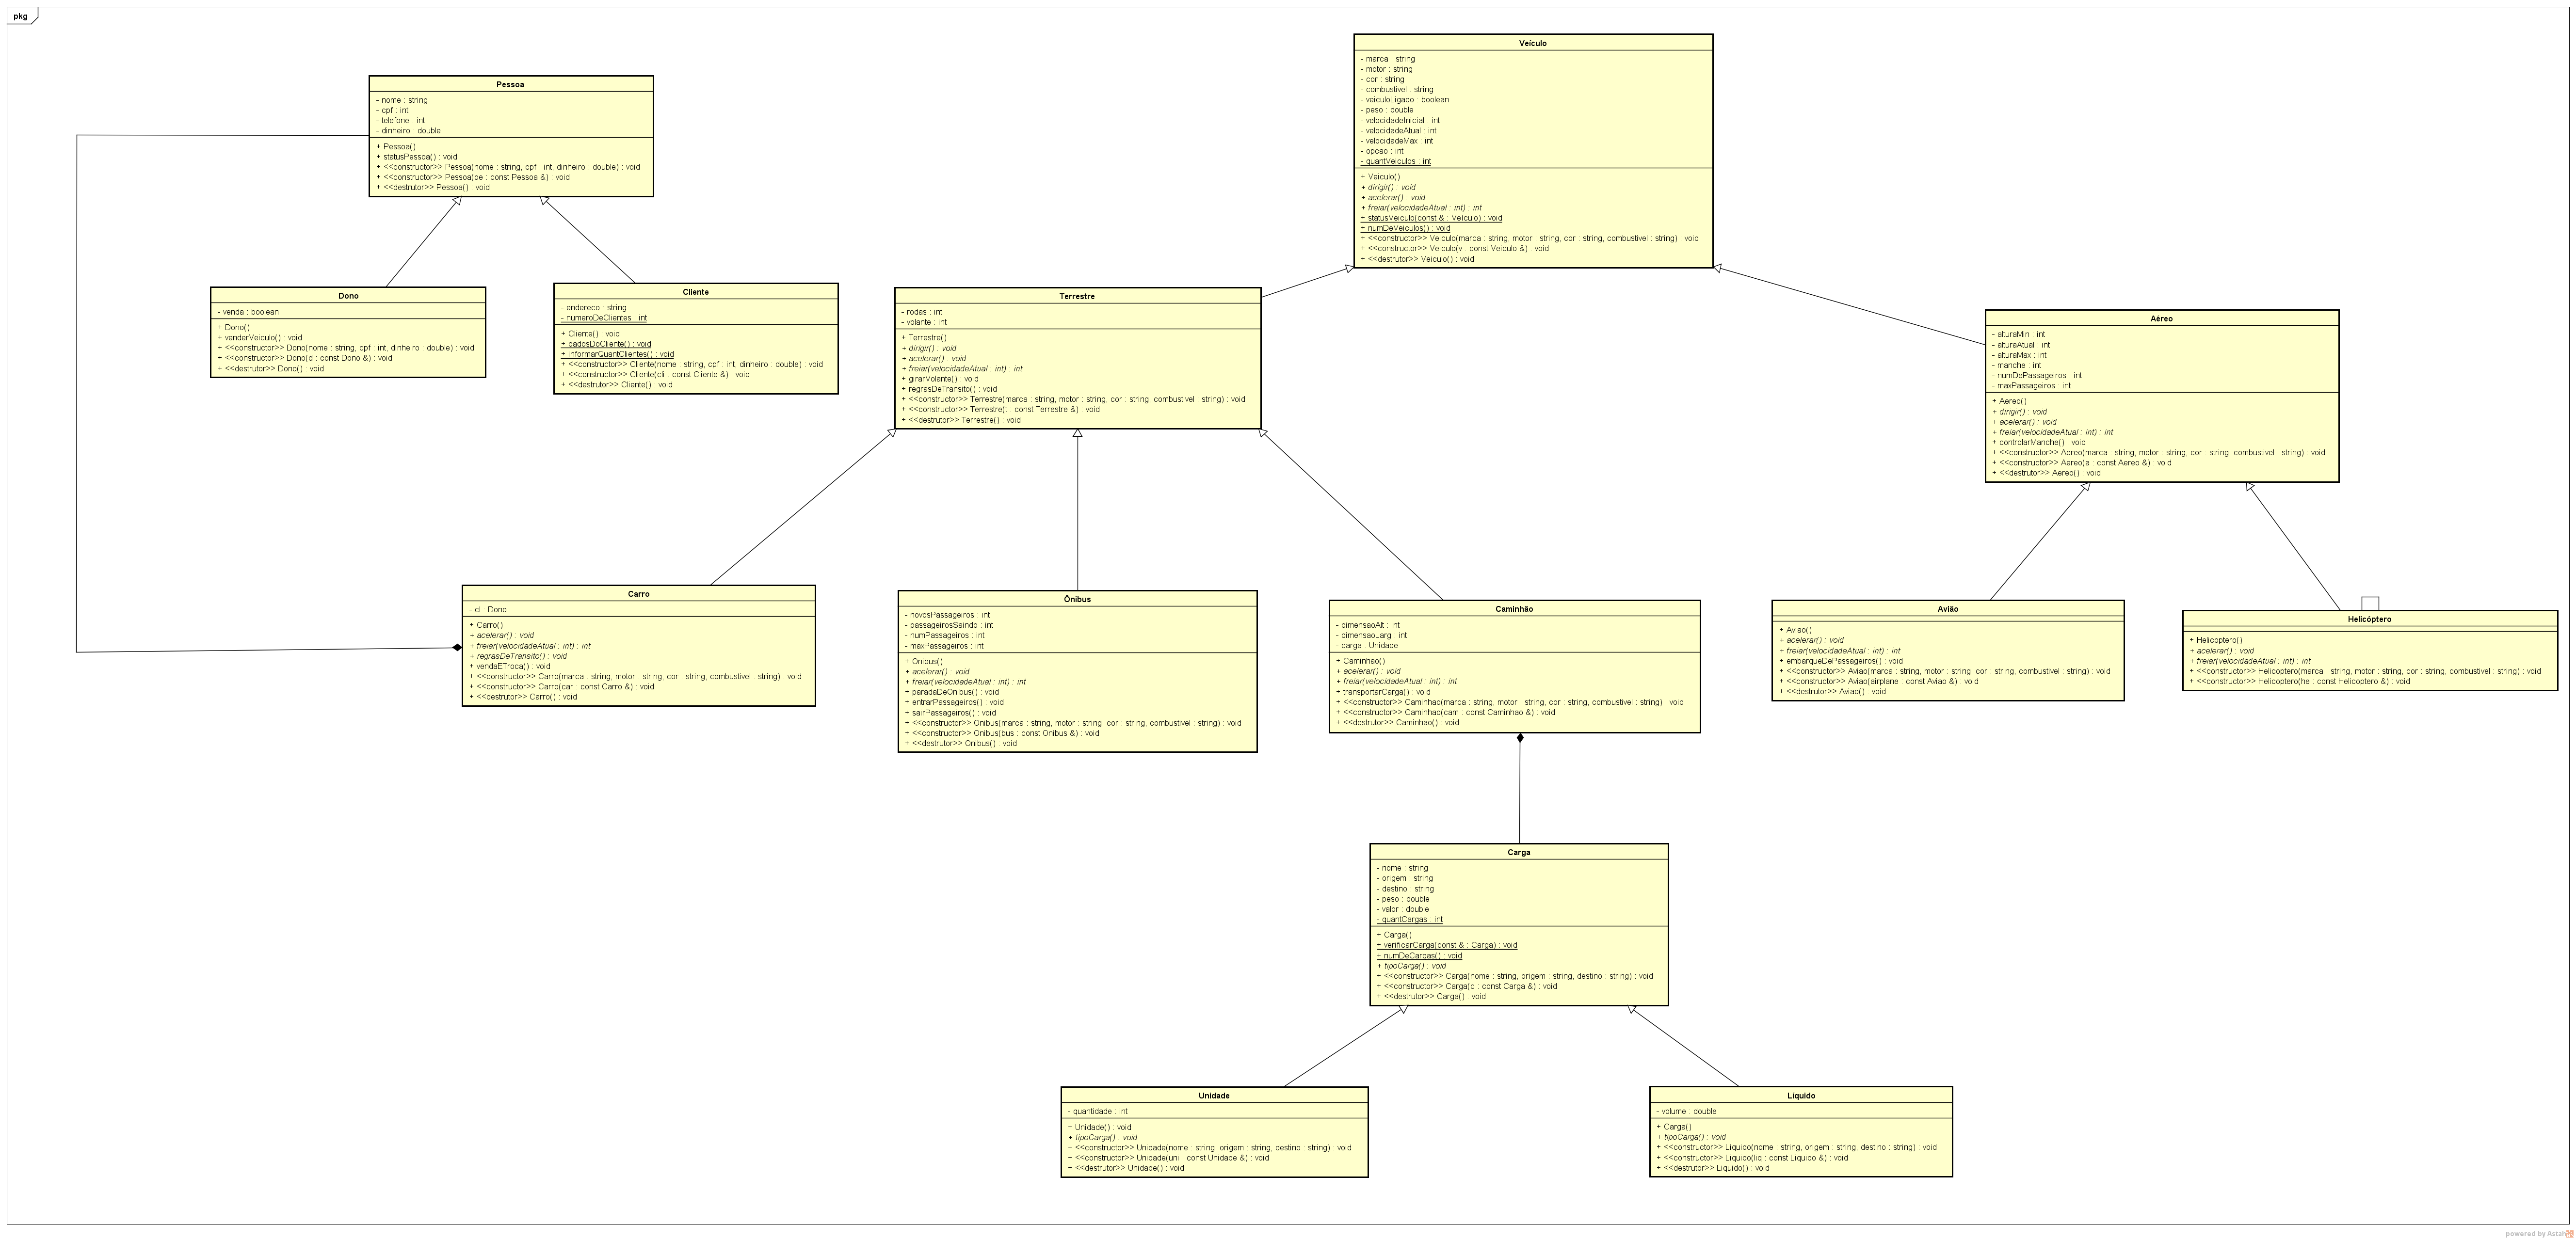 pkg
Pessoa
- nome : string
- cpf : int
- telefone : int
- dinheiro : double
+ Pessoa()
+ statusPessoa() : void
+ <<constructor>> Pessoa(nome : string, cpf : int, dinheiro : double) : void
+ <<constructor>> Pessoa(pe : const Pessoa &) : void
+ <<destrutor>> Pessoa() : void
Veículo
- marca : string
- motor : string
- cor : string
- combustivel : string
- veiculoLigado : boolean
- peso : double
- velocidadeInicial : int
- velocidadeAtual : int
- velocidadeMax : int
- opcao : int
- quantVeiculos : int
+ Veiculo()
+ dirigir() : void
+ acelerar() : void
+ freiar(velocidadeAtual : int) : int
+ statusVeiculo(const & : Veículo) : void
+ numDeVeiculos() : void
+ <<constructor>> Veiculo(marca : string, motor : string, cor : string, combustivel : string) : void
+ <<constructor>> Veiculo(v : const Veiculo &) : void
+ <<destrutor>> Veiculo() : void
Dono
- venda : boolean
+ Dono()
+ venderVeiculo() : void
+ <<constructor>> Dono(nome : string, cpf : int, dinheiro : double) : void
+ <<constructor>> Dono(d : const Dono &) : void
+ <<destrutor>> Dono() : void
Cliente
- endereco : string
- numeroDeClientes : int
+ Cliente() : void
+ dadosDoCliente() : void
+ informarQuantClientes() : void
+ <<constructor>> Cliente(nome : string, cpf : int, dinheiro : double) : void
+ <<constructor>> Cliente(cli : const Cliente &) : void
+ <<destrutor>> Cliente() : void
Terrestre
- rodas : int
- volante : int
+ Terrestre()
+ dirigir() : void
+ acelerar() : void
+ freiar(velocidadeAtual : int) : int
+ girarVolante() : void
+ regrasDeTransito() : void
+ <<constructor>> Terrestre(marca : string, motor : string, cor : string, combustivel : string) : void
+ <<constructor>> Terrestre(t : const Terrestre &) : void
+ <<destrutor>> Terrestre() : void
Aéreo
- alturaMin : int
- alturaAtual : int
- alturaMax : int
- manche : int
- numDePassageiros : int
- maxPassageiros : int
+ Aereo()
+ dirigir() : void
+ acelerar() : void
+ freiar(velocidadeAtual : int) : int
+ controlarManche() : void
+ <<constructor>> Aereo(marca : string, motor : string, cor : string, combustivel : string) : void
+ <<constructor>> Aereo(a : const Aereo &) : void
+ <<destrutor>> Aereo() : void
Carro
- cl : Dono
+ Carro()
+ acelerar() : void
+ freiar(velocidadeAtual : int) : int
+ regrasDeTransito() : void
+ vendaETroca() : void
+ <<constructor>> Carro(marca : string, motor : string, cor : string, combustivel : string) : void
+ <<constructor>> Carro(car : const Carro &) : void
+ <<destrutor>> Carro() : void
Ônibus
- novosPassageiros : int
- passageirosSaindo : int
- numPassageiros : int
- maxPassageiros : int
+ Onibus()
+ acelerar() : void
+ freiar(velocidadeAtual : int) : int
+ paradaDeOnibus() : void
+ entrarPassageiros() : void
+ sairPassageiros() : void
+ <<constructor>> Onibus(marca : string, motor : string, cor : string, combustivel : string) : void
+ <<constructor>> Onibus(bus : const Onibus &) : void
+ <<destrutor>> Onibus() : void
Caminhão
- dimensaoAlt : int
- dimensaoLarg : int
- carga : Unidade
+ Caminhao()
+ acelerar() : void
+ freiar(velocidadeAtual : int) : int
+ transportarCarga() : void
+ <<constructor>> Caminhao(marca : string, motor : string, cor : string, combustivel : string) : void
+ <<constructor>> Caminhao(cam : const Caminhao &) : void
+ <<destrutor>> Caminhao() : void
Avião
+ Aviao()
+ acelerar() : void
+ freiar(velocidadeAtual : int) : int
+ embarqueDePassageiros() : void
+ <<constructor>> Aviao(marca : string, motor : string, cor : string, combustivel : string) : void
+ <<constructor>> Aviao(airplane : const Aviao &) : void
+ <<destrutor>> Aviao() : void
Helicóptero
+ Helicoptero()
+ acelerar() : void
+ freiar(velocidadeAtual : int) : int
+ <<constructor>> Helicoptero(marca : string, motor : string, cor : string, combustivel : string) : void
+ <<constructor>> Helicoptero(he : const Helicoptero &) : void
Carga
- nome : string
- origem : string
- destino : string
- peso : double
- valor : double
- quantCargas : int
+ Carga()
+ verificarCarga(const & : Carga) : void
+ numDeCargas() : void
+ tipoCarga() : void
+ <<constructor>> Carga(nome : string, origem : string, destino : string) : void
+ <<constructor>> Carga(c : const Carga &) : void
+ <<destrutor>> Carga() : void
Unidade
- quantidade : int
+ Unidade() : void
+ tipoCarga() : void
+ <<constructor>> Unidade(nome : string, origem : string, destino : string) : void
+ <<constructor>> Unidade(uni : const Unidade &) : void
+ <<destrutor>> Unidade() : void
Líquido
- volume : double
+ Carga()
+ tipoCarga() : void
+ <<constructor>> Liquido(nome : string, origem : string, destino : string) : void
+ <<constructor>> Liquido(liq : const Liquido &) : void
+ <<destrutor>> Liquido() : void
powered by Astah